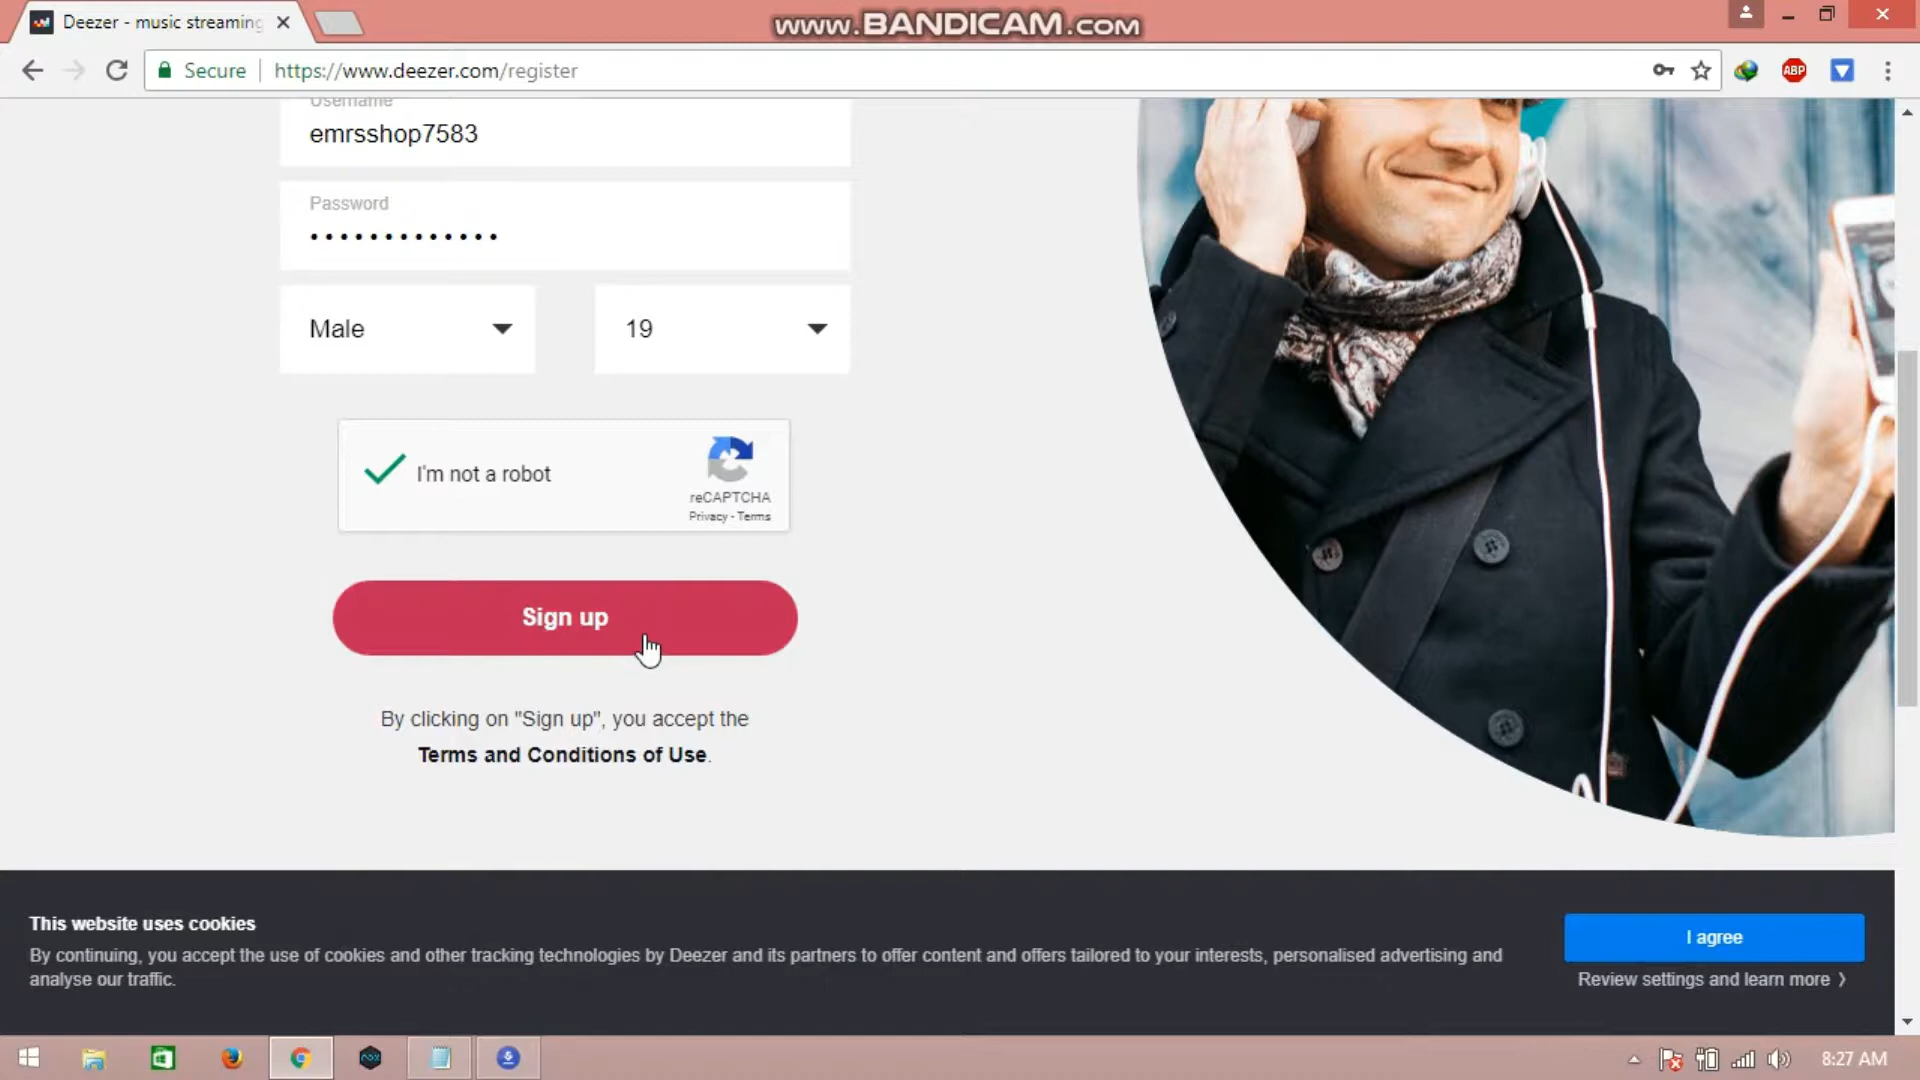 Deezer - music streaming
www.BANDICAM.com
Secure
https://www.deezer.com/register
ABP
Username
emrsshop7583
Password
Male
19
I'm not a robot
reCAPTCHA
Privacy - Terms
Sign up
By clicking on "Sign up", you accept the
Terms and Conditions of Use.
This website uses cookies
By continuing, you accept the use of cookies and other tracking technologies by Deezer and its partners to offer content and offers tailored to your interests, personalised advertising and
analyse our traffic.
I agree
Review settings and learn more
nox
8:27 AM